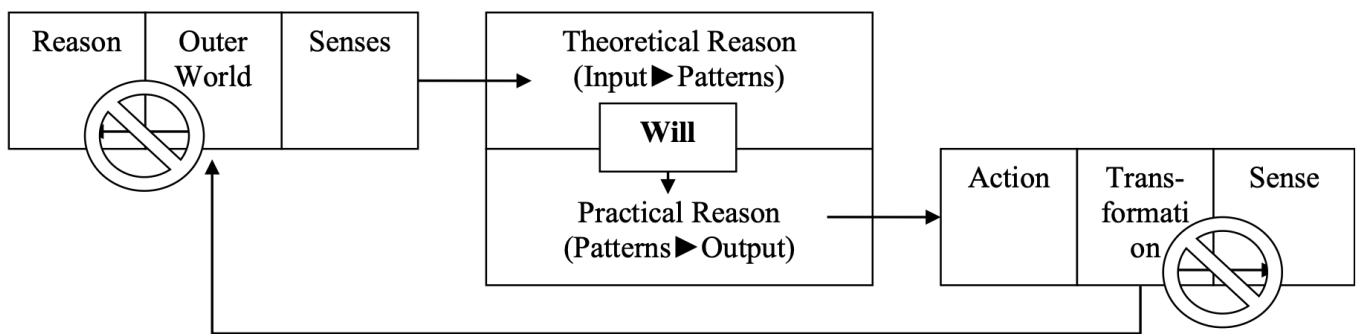 Reason
Outer
World
Senses
Theoretical Reason
(Input►Patterns)
Will
Practical Reason
(Patterns►Output)
Action
Trans-
formati
on
Sense